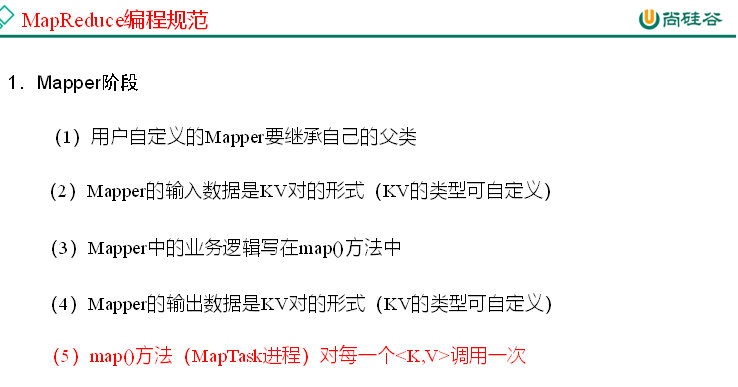 MapReduce编程规范
尚硅谷
1．Mapper阶段
（1）用户自定义的Mapper要继承自己的父类
（2）Mapper的输入数据是KV对的形式（KV的类型可自定义）
（3）Mapper中的业务逻辑写在map()方法中
（4）Mapper的输出数据是KV对的形式（KV的类型可自定义）
（5）map()方法（MapTask进程）对每一个<K,V>调用一次